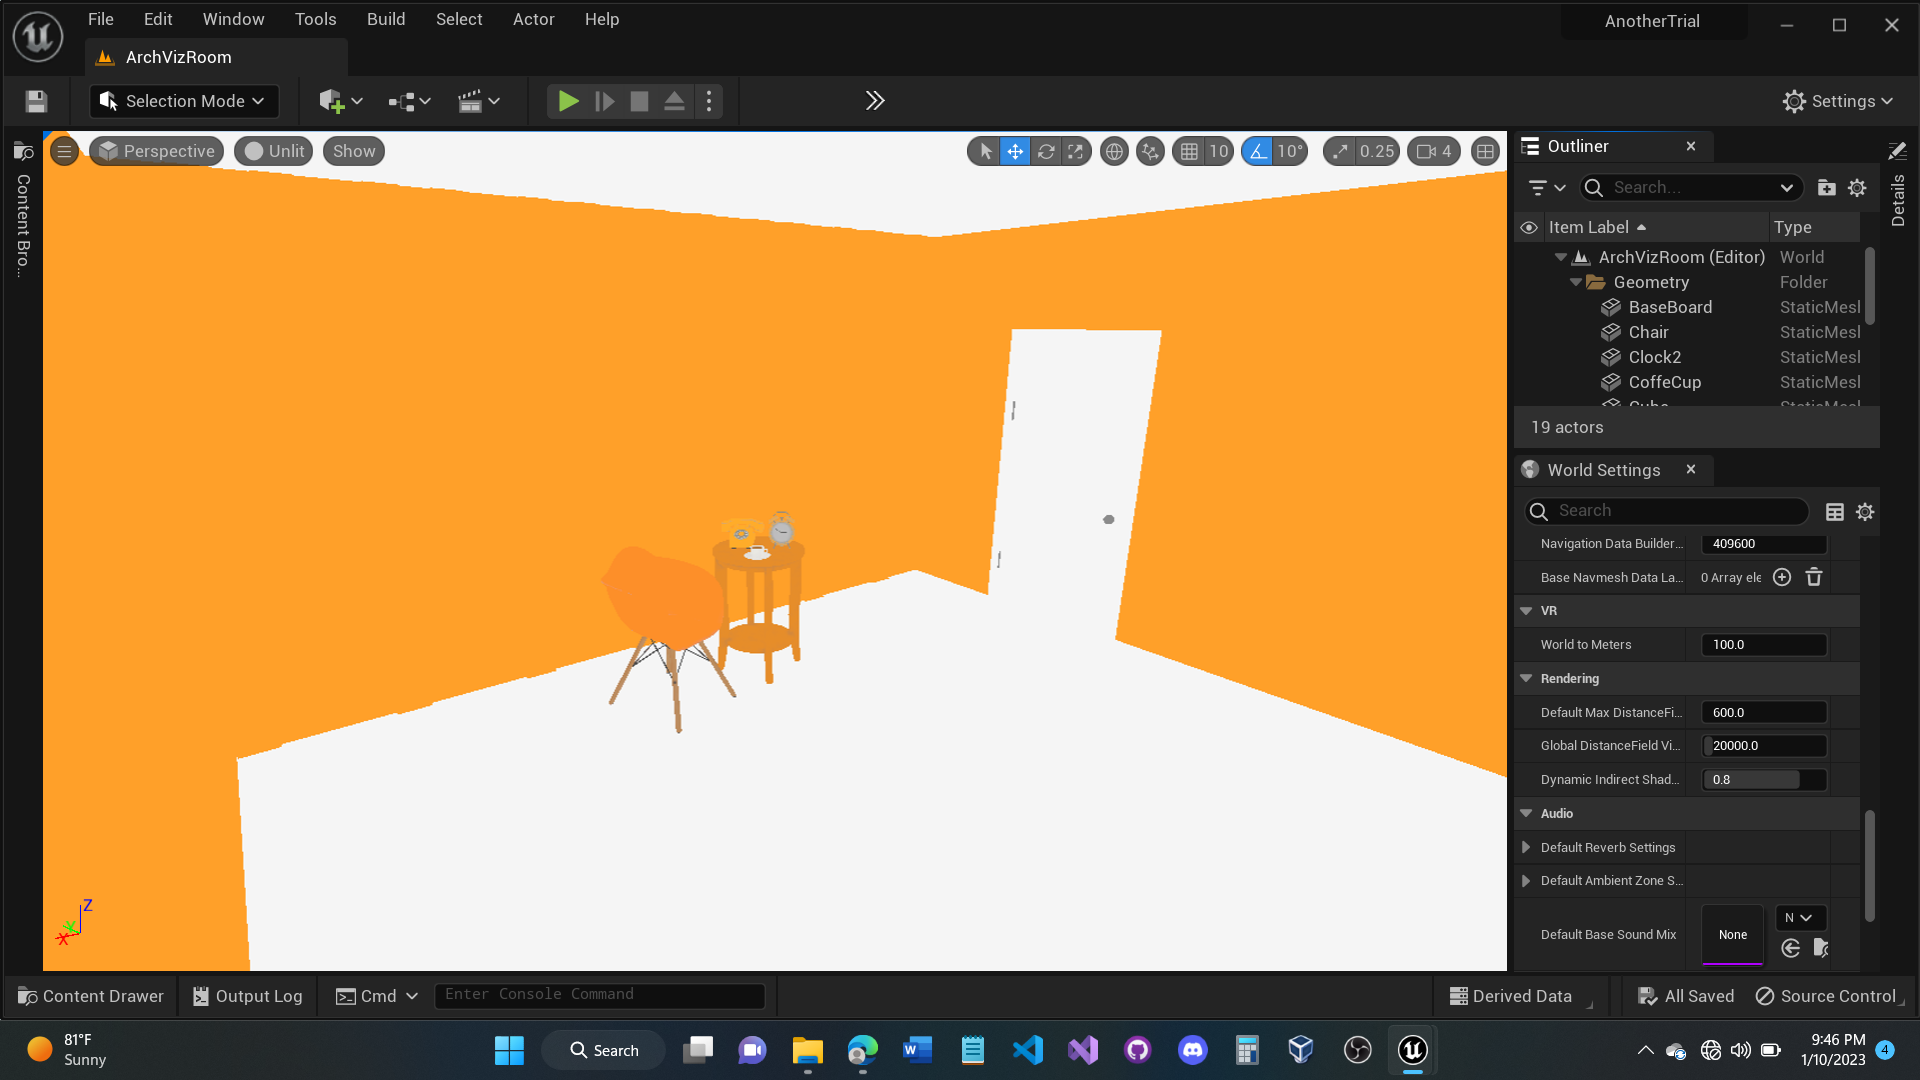 File Edit Window Tools Build Select Actor Help
AnotherTrial
ArchVizRoom
Selection Mode
Settings
Content Bro...
Perspective
Unlit
Show
10
10°
0.25
4
Outliner
Search...
Item Label
Type
ArchVizRoom (Editor) World
Geometry Folder
BaseBoard StaticMesl
Chair StaticMesl
Clock2 StaticMesl
CoffeCup StaticMesl
Cube StaticMesl
19 actors
Details
World Settings
Search
Navigation Data Builder... 409600
Base Navmesh Data La... 0 Array ele
VR
World to Meters 100.0
Rendering
Default Max DistanceFi... 600.0
Global DistanceField Vi... 20000.0
Dynamic Indirect Shad... 0.8
Audio
Default Reverb Settings
Default Ambient Zone S...
Default Base Sound Mix None N
Z
Y
X
Content Drawer
Output Log
Cmd
Enter Console Command
Derived Data
All Saved
Source Control
81°F
Sunny
Search
9:46 PM
1/10/2023
4